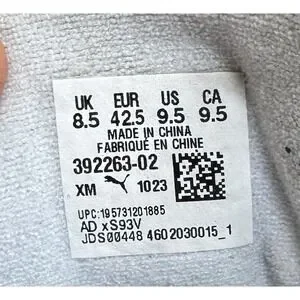 UK EUR US CA
8.5 42.5 9.5 9.5
MADE IN CHINA
FABRIQUÉ EN CHINE
392263-02
XM 1023
UPC:195731201885
AD xS93V
JDS00448 4602030015_1